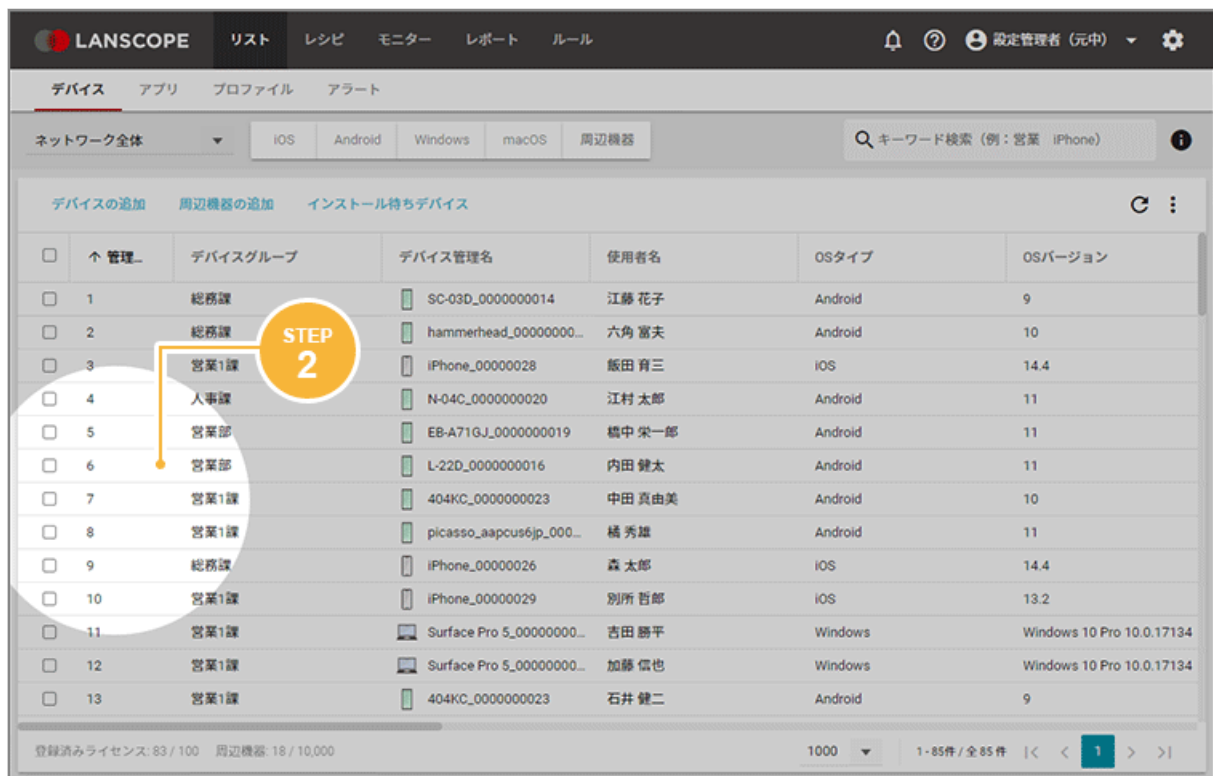 LANSCOPE リスト レシピ モニター レポート ルール 設定管理者（元中）
デバイス アプリ プロファイル アラート
ネットワーク全体 iOS Android Windows macOS 周辺機器 キーワード検索（例：営業 iPhone）
デバイスの追加 周辺機器の追加 インストール待ちデバイス
↑ 管理... デバイスグループ デバイス管理名 使用者名 OSタイプ OSバージョン
1 総務課 SC-03D_0000000014 江藤 花子 Android 9
2 総務課 hammerhead_00000000... 六角 富夫 Android 10
STEP
2
3 営業1課 iPhone_00000028 飯田 育三 iOS 14.4
4 人事課 N-04C_0000000020 江村 太郎 Android 11
5 営業部 EB-A71GJ_0000000019 橋中 栄一郎 Android 11
6 営業部 L-22D_0000000016 内田 健太 Android 11
7 営業1課 404KC_0000000023 中田 真由美 Android 10
8 営業1課 picasso_aapcus6jp_000... 橘 秀雄 Android 11
9 総務課 iPhone_00000026 森 太郎 iOS 14.4
10 営業1課 iPhone_00000029 別所 哲郎 iOS 13.2
11 営業1課 Surface Pro 5_00000000... 吉田 勝平 Windows Windows 10 Pro 10.0.17134
12 営業1課 Surface Pro 5_00000000... 加藤 信也 Windows Windows 10 Pro 10.0.17134
13 営業1課 404KC_0000000023 石井 健二 Android 9
登録済みライセンス: 83 / 100 周辺機器: 18 / 10,000 1000 1 - 85件 / 全 85 件 |< < 1 > >|